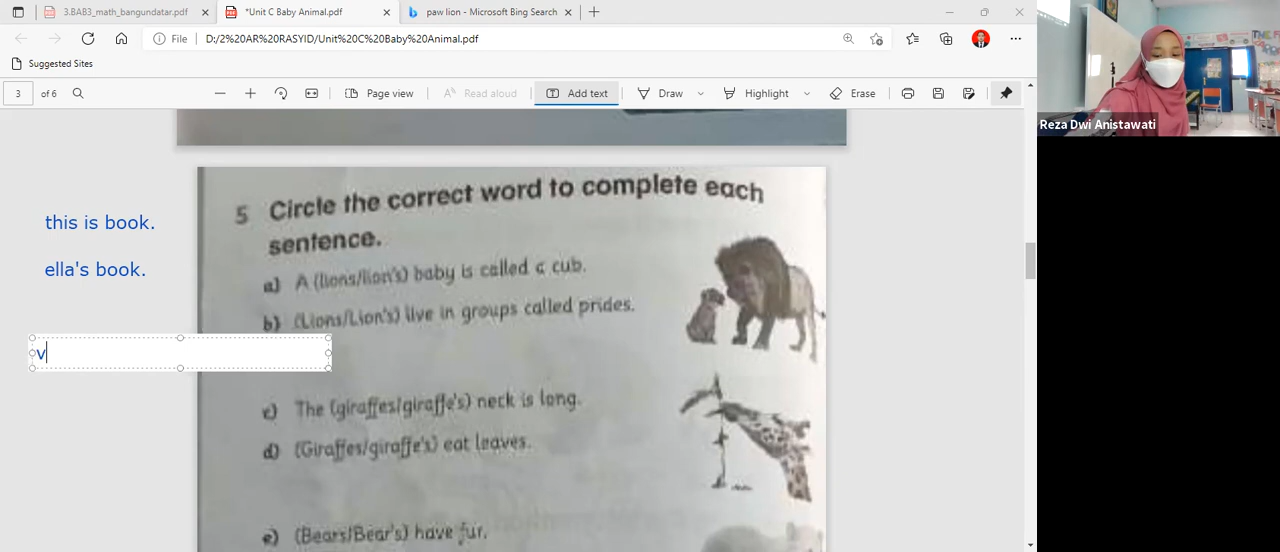 3.BAB3_math_bangundatar.pdf
*Unit C Baby Animal.pdf
paw lion - Microsoft Bing Search
File
D:/2%20AR%20RASYID/Unit%20C%20Baby%20Animal.pdf
Suggested Sites
3 of 6
Page view
Read aloud
Add text
Draw
Highlight
Erase
Reza Dwi Anistawati
5 Circle the correct word to complete each
sentence.
this is book.
a) A (lions/lion's) baby is called a cub.
ella's book.
b) (Lions/Lion's) live in groups called prides.
v
c) The (giraffes/giraffe's) neck is long.
d) (Giraffes/giraffe's) eat leaves.
e) (Bears/Bear's) have fur.